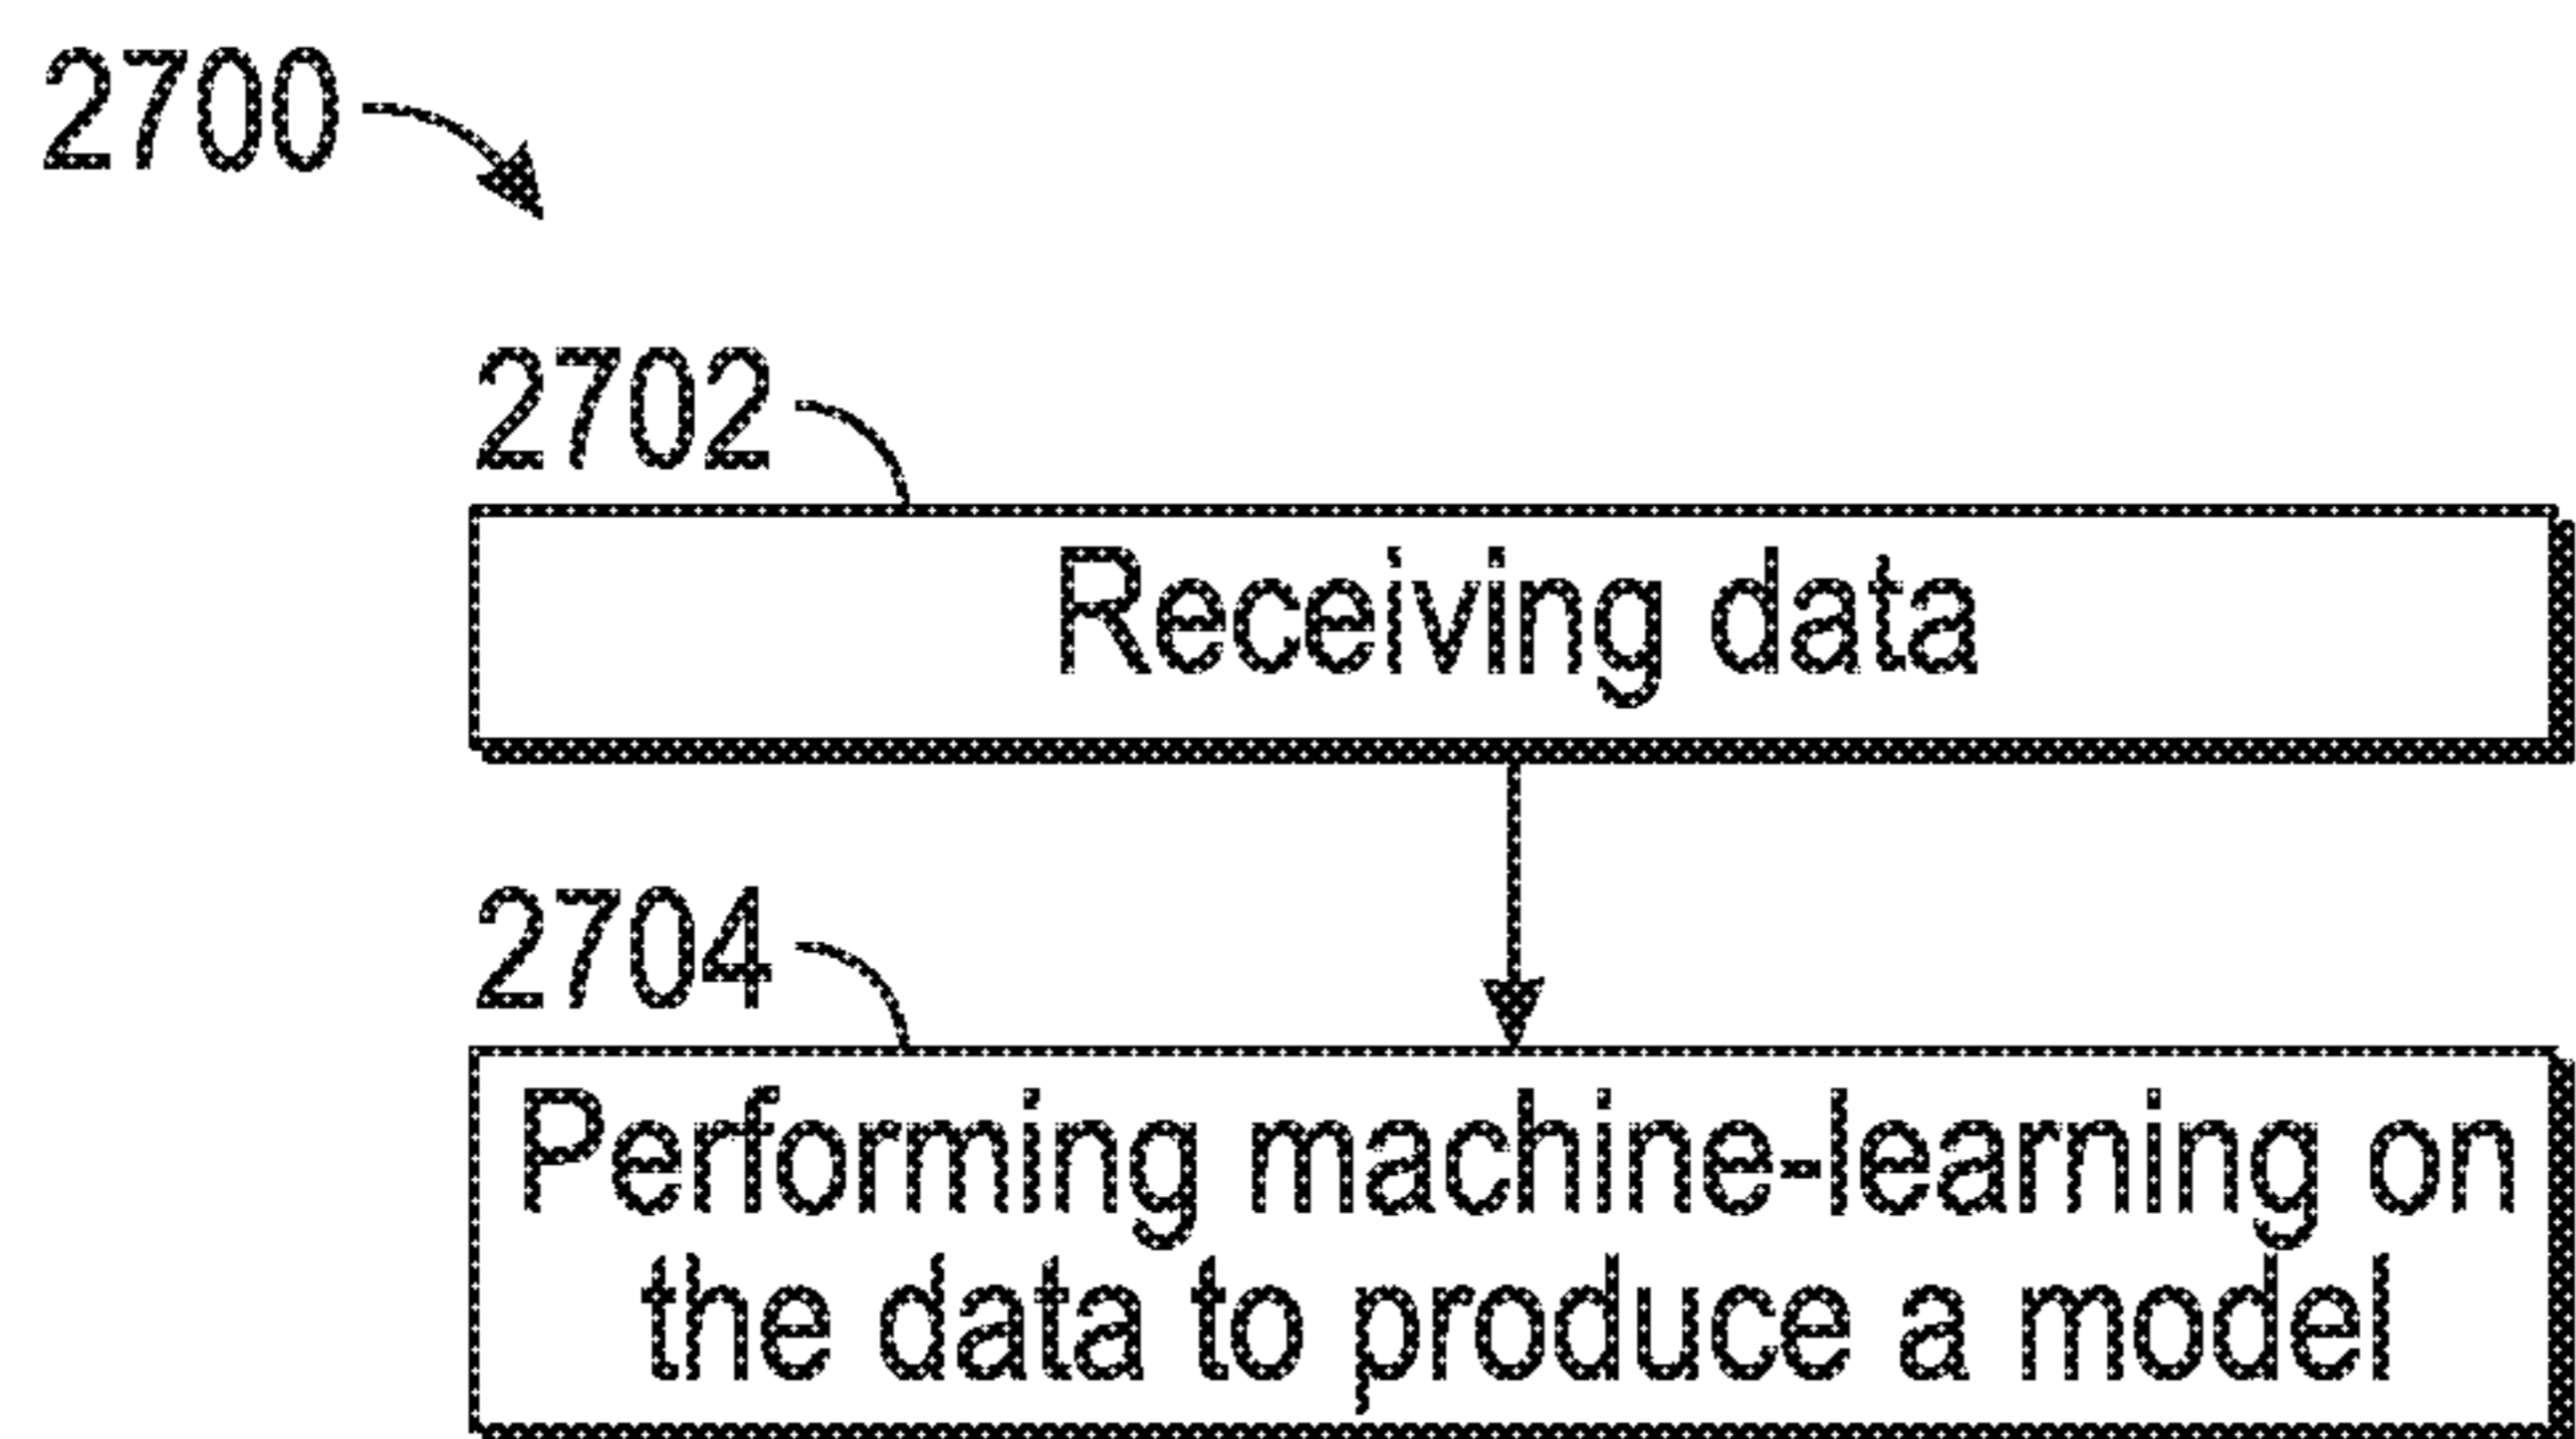 2700
2702
Receiving data
2704
Performing machine-learning on
the data to produce a model